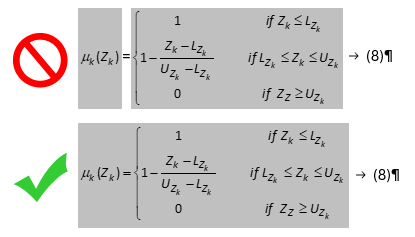 1 if Z_k ≤ L_{Z_k}
μ_k(Z_k) = { 1 − (Z_k − L_{Z_k}) / (U_{Z_k} − L_{Z_k}) if L_{Z_k} ≤ Z_k ≤ U_{Z_k} → (8)¶
0 if Z_Z ≥ U_{Z_k}
1 if Z_k ≤ L_{Z_k}
μ_k(Z_k) = { 1 − (Z_k − L_{Z_k}) / (U_{Z_k} − L_{Z_k}) if L_{Z_k} ≤ Z_k ≤ U_{Z_k} → (8)¶
0 if Z_Z ≥ U_{Z_k}